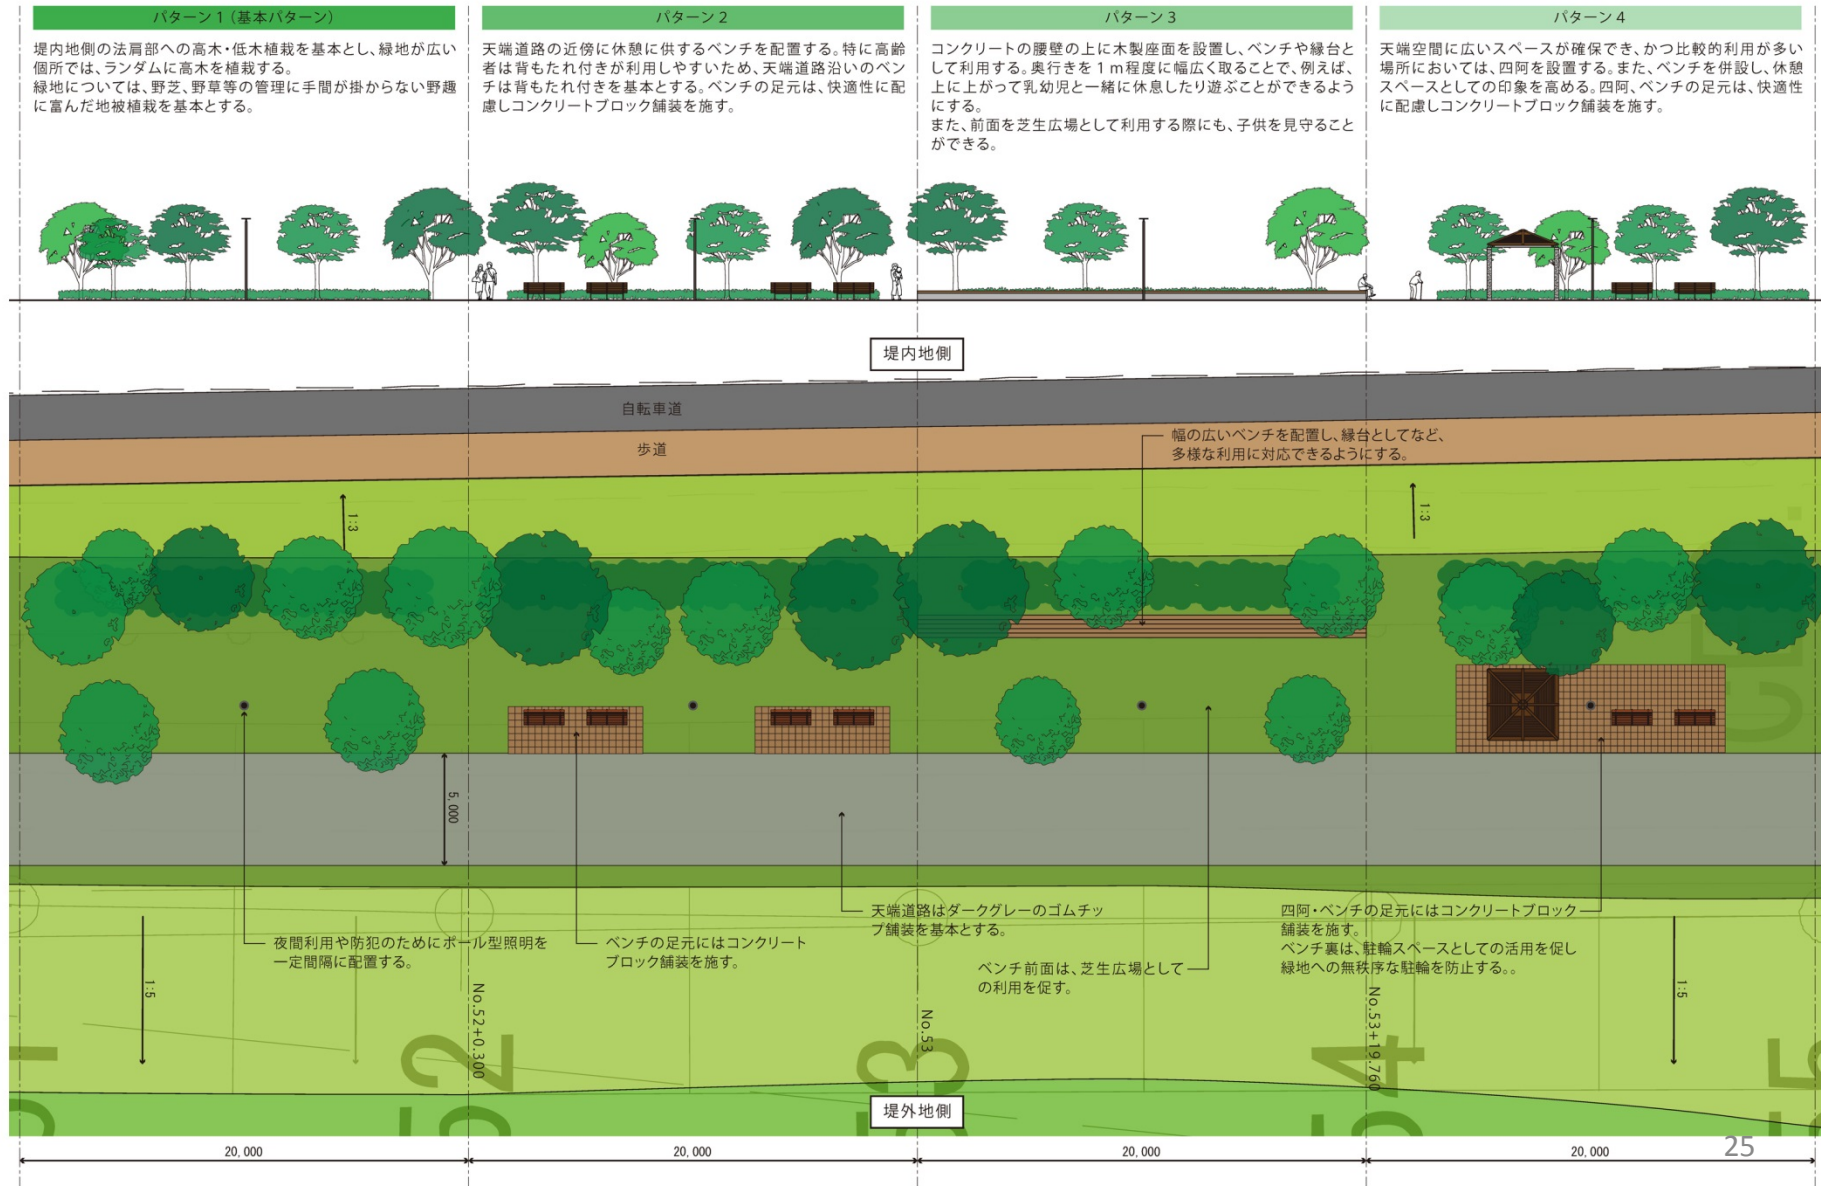 パターン1（基本パターン）
堤内地側の法肩部への高木・低木植栽を基本とし、緑地が広い
個所では、ランダムに高木を植栽する。
緑地については、野芝、野草等の管理に手間が掛からない野趣
に富んだ地被植栽を基本とする。
パターン2
天端道路の近傍に休憩に供するベンチを配置する。特に高齢
者は背もたれ付きが利用しやすいため、天端道路沿いのベン
チは背もたれ付きを基本とする。ベンチの足元は、快適性に配
慮しコンクリートブロック舗装を施す。
パターン3
コンクリートの腰壁の上に木製座面を設置し、ベンチや縁台と
して利用する。奥行きを1m程度に幅広く取ることで、例えば、
上に上がって乳幼児と一緒に休息したり遊ぶことができるよう
にする。
また、前面を芝生広場として利用する際にも、子供を見守ること
ができる。
パターン4
天端空間に広いスペースが確保でき、かつ比較的利用が多い
場所においては、四阿を設置する。また、ベンチを併設し、休憩
スペースとしての印象を高める。四阿、ベンチの足元は、快適性
に配慮しコンクリートブロック舗装を施す。
堤内地側
自転車道
歩道
幅の広いベンチを配置し、縁台としてなど、
多様な利用に対応できるようにする。
1:3
1:3
5,000
天端道路はダークグレーのゴムチッ
プ舗装を基本とする。
四阿・ベンチの足元にはコンクリートブロック
舗装を施す。
ベンチ裏は、駐輪スペースとしての活用を促し
緑地への無秩序な駐輪を防止する。。
夜間利用や防犯のためにポール型照明を
一定間隔に配置する。
ベンチの足元にはコンクリート
ブロック舗装を施す。
ベンチ前面は、芝生広場として
の利用を促す。
1:5
1:5
No.52+0.300
No.53
No.53+19.760
52
53
54
55
堤外地側
20,000
20,000
20,000
20,000
25